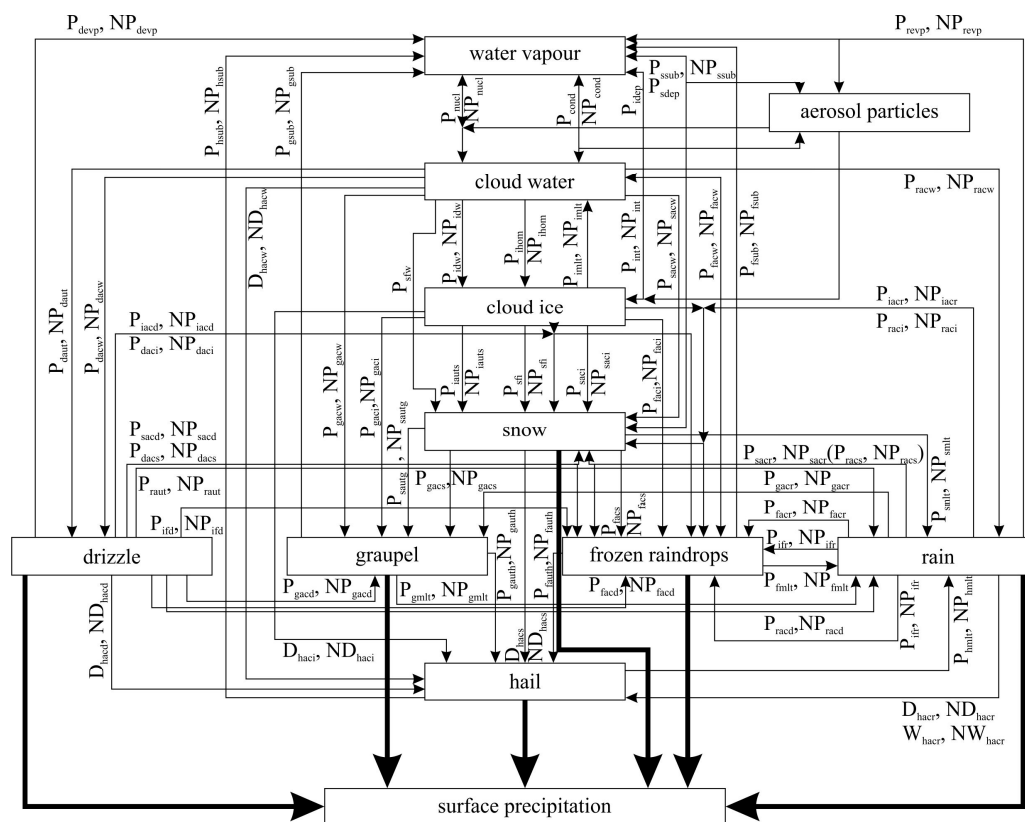 P_devp, NP_devp
P_revp, NP_revp
water vapour
P_hsub, NP_hsub
P_gsub, NP_gsub
P_nucl
NP_nucl
P_cond
NP_cond
P_idep
P_ssub, NP_ssub
P_sdep
aerosol particles
cloud water
P_racw, NP_racw
D_hacw, ND_hacw
P_sfw
P_idw, NP_idw
P_ihom
NP_ihom
P_imlt, NP_imlt
P_int, NP_int
P_sacw, NP_sacw
P_facw, NP_facw
P_fsub, NP_fsub
cloud ice
P_iacr, NP_iacr
P_raci, NP_raci
P_daut, NP_daut
P_dacw, NP_dacw
P_iacd, NP_iacd
P_daci, NP_daci
P_gacw, NP_gacw
P_gaci, NP_gaci
P_iauts
NP_iauts
P_sfi
NP_sfi
P_saci
NP_saci
P_faci, NP_faci
snow
P_sacd, NP_sacd
P_dacs, NP_dacs
P_sautg, NP_sautg
P_gacs, NP_gacs
P_sacr, NP_sacr(P_racs, NP_racs)
P_smlt, NP_smlt
P_raut, NP_raut
P_gacr, NP_gacr
P_ifd, NP_ifd
P_facs
NP_facs
P_facr, NP_facr
drizzle
graupel
P_gauth, NP_gauth
P_fauth, NP_fauth
frozen raindrops
P_ifr, NP_ifr
rain
D_hacd, ND_hacd
P_gacd, NP_gacd
P_gmlt, NP_gmlt
P_facd, NP_facd
P_fmlt, NP_fmlt
P_racd,NP_racd
P_ifr, NP_ifr
P_hmlt, NP_hmlt
D_haci, ND_haci
D_hacs
ND_hacs
hail
D_hacr, ND_hacr
W_hacr, NW_hacr
surface precipitation